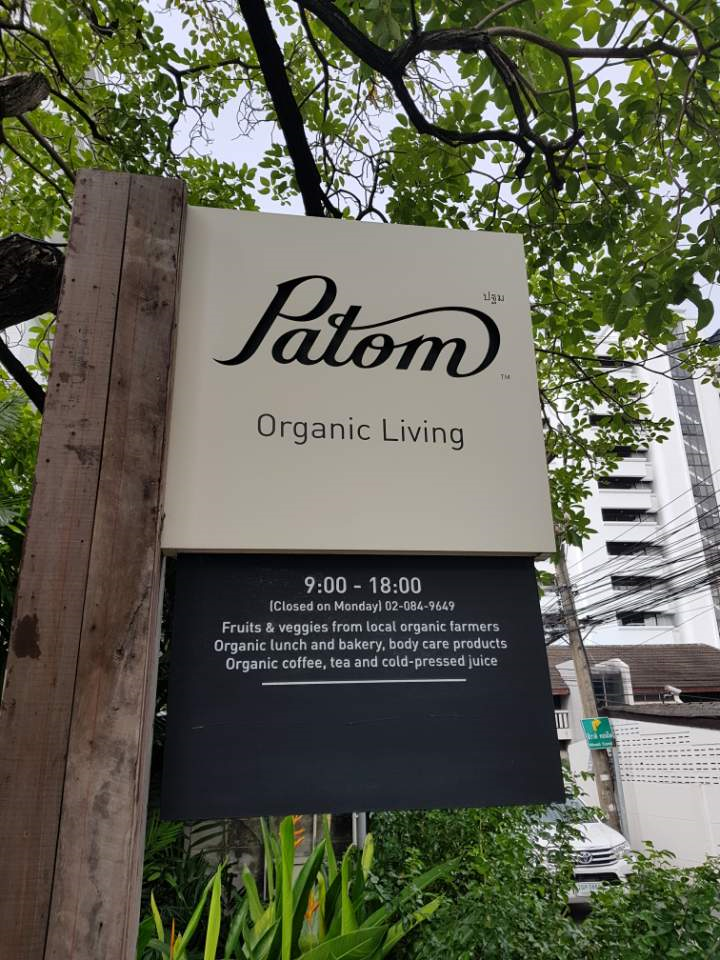 ปฐม
Patom
™
Organic Living
9:00 - 18:00
(Closed on Monday) 02-084-9649
Fruits & veggies from local organic farmers
Organic lunch and bakery, body care products
Organic coffee, tea and cold-pressed juice